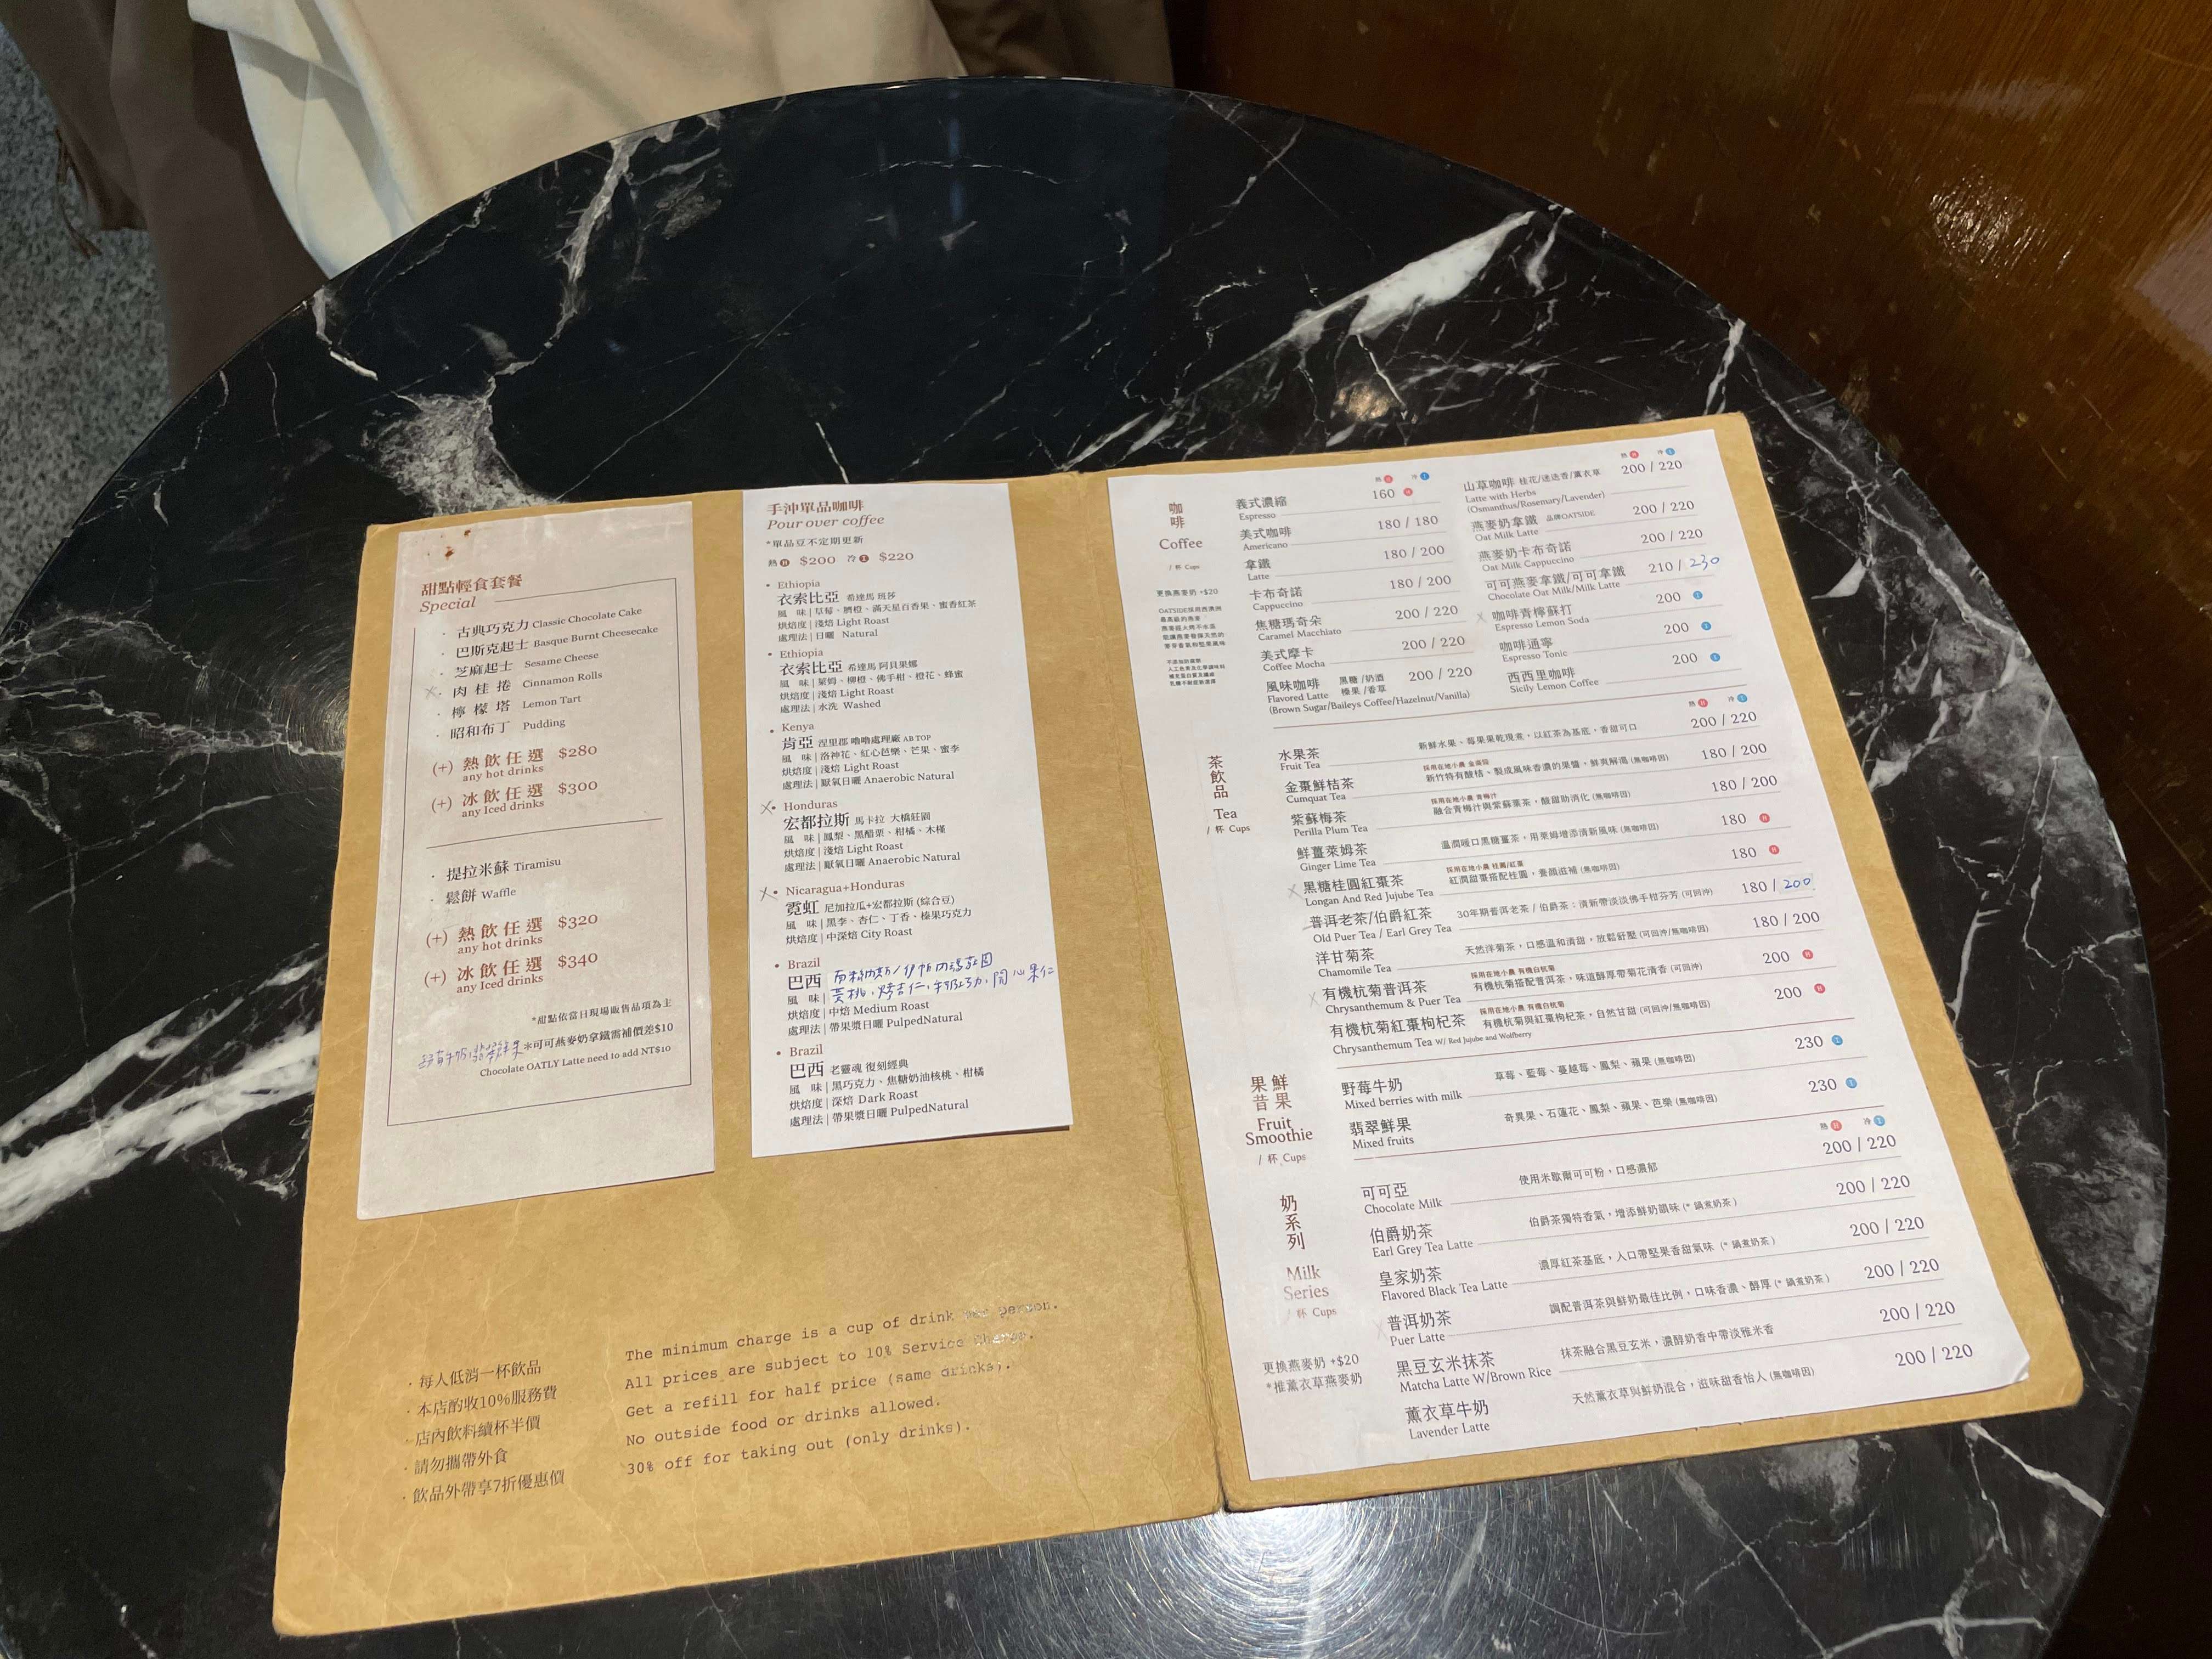 甜點輕食套餐
Special
· 古典巧克力 Classic Chocolate Cake
· 巴斯克起士 Basque Burnt Cheesecake
· 芝麻起士 Sesame Cheese
· 肉桂捲 Cinnamon Rolls
· 檸檬塔 Lemon Tart
· 昭和布丁 Pudding
(+) 熱飲任選 $280
any hot drinks
(+) 冰飲任選 $300
any Iced drinks
· 提拉米蘇 Tiramisu
· 鬆餅 Waffle
(+) 熱飲任選 $320
any hot drinks
(+) 冰飲任選 $340
any Iced drinks
*甜點依當日現場販售品項為主
*可可燕麥奶拿鐵需補價差$10
Chocolate OATLY Latte need to add NT$10
· 每人低消一杯飲品
· 本店酌收10%服務費
· 店內飲料續杯半價
· 請勿攜帶外食
· 飲品外帶享7折優惠價
The minimum charge is a cup of drink per person.
All prices are subject to 10% Service Charge.
Get a refill for half price (same drinks).
No outside food or drinks allowed.
30% off for taking out (only drinks).
手沖單品咖啡
Pour over coffee
*單品豆不定期更新
熱 H $200 冷 I $220
• Ethiopia
衣索比亞 希達馬 班莎
風 味 | 草莓、臍橙、滿天星百香果、蜜香紅茶
烘焙度 | 淺焙 Light Roast
處理法 | 日曬 Natural
• Ethiopia
衣索比亞 希達馬 阿貝果娜
風 味 | 萊姆、柳橙、佛手柑、橙花、蜂蜜
烘焙度 | 淺焙 Light Roast
處理法 | 水洗 Washed
• Kenya
肯亞 涅里郡 嚕嚕處理廠 AB TOP
風 味 | 洛神花、紅心芭樂、芒果、蜜李
烘焙度 | 淺焙 Light Roast
處理法 | 厭氧日曬 Anaerobic Natural
• Honduras
宏都拉斯 馬卡拉 大橋莊園
風 味 | 鳳梨、黑醋栗、柑橘、木槿
烘焙度 | 淺焙 Light Roast
處理法 | 厭氧日曬 Anaerobic Natural
• Nicaragua+Honduras
霓虹 尼加拉瓜+宏都拉斯 (綜合豆)
風 味 | 黑李、杏仁、丁香、榛果巧克力
烘焙度 | 中深焙 City Roast
• Brazil
巴西
風 味 | 黃桃、烤杏仁、牛奶巧力、開心果仁
烘焙度 | 中焙 Medium Roast
處理法 | 帶果漿日曬 PulpedNatural
• Brazil
巴西 老靈魂 復刻經典
風 味 | 黑巧克力、焦糖奶油核桃、柑橘
烘焙度 | 深焙 Dark Roast
處理法 | 帶果漿日曬 PulpedNatural
咖啡
Coffee
/ 杯 Cups
更換燕麥奶 +$20
熱 H 冷 I
義式濃縮 160 H
Espresso
美式咖啡 180 / 180
Americano
拿鐵 180 / 200
Latte
卡布奇諾 180 / 200
Cappuccino
焦糖瑪奇朵 200 / 220
Caramel Macchiato
美式摩卡 200 / 220
Coffee Mocha
風味咖啡 黑糖 / 奶酒 榛果 / 香草 200 / 220
Flavored Latte
(Brown Sugar/Baileys Coffee/Hazelnut/Vanilla)
熱 H 冷 I
山草咖啡 桂花/迷迭香/薰衣草 200 / 220
Latte with Herbs
(Osmanthus/Rosemary/Lavender)
燕麥奶拿鐵 品牌OATSIDE 200 / 220
Oat Milk Latte
燕麥奶卡布奇諾 200 / 220
Oat Milk Cappuccino
可可燕麥拿鐵/可可拿鐵 210 / 230
Chocolate Oat Milk/Milk Latte
咖啡青檸蘇打 200 I
Espresso Lemon Soda
咖啡通寧 200 I
Espresso Tonic
西西里咖啡 200 I
Sicily Lemon Coffee
茶飲品
Tea
/ 杯 Cups
熱 H 冷 I
水果茶 新鮮水果、莓果果乾現煮，以紅茶為基底，香甜可口 200 / 220
Fruit Tea
金棗鮮桔茶 新竹特有酸桔、製成風味香濃的果醬，鮮爽解渴 (無咖啡因) 180 / 200
Cumquat Tea
採用在地小農 青梅汁
紫蘇梅茶 融合青梅汁與紫蘇葉茶，酸甜助消化 (無咖啡因) 180 / 200
Perilla Plum Tea
鮮薑萊姆茶 溫潤暖口黑糖薑茶，用萊姆增添清新風味 (無咖啡因) 180 H
Ginger Lime Tea
採用在地小農 桂圓/紅棗
黑糖桂圓紅棗茶 紅潤甜棗搭配桂圓，養顏滋補 (無咖啡因) 180 H
Longan And Red Jujube Tea
普洱老茶/伯爵紅茶 30年期普洱老茶 / 伯爵茶：清新帶淡淡佛手柑芬芳 (可回沖) 180 / 200
Old Puer Tea / Earl Grey Tea
洋甘菊茶 天然洋菊茶，口感溫和清甜，放鬆舒壓 (可回沖/無咖啡因) 180 / 200
Chamomile Tea
採用在地小農 有機白杭菊
有機杭菊普洱茶 有機杭菊搭配普洱茶，味道醇厚帶菊花清香 (可回沖) 200 H
Chrysanthemum & Puer Tea
採用在地小農 有機白杭菊
有機杭菊紅棗枸杞茶 有機杭菊與紅棗枸杞茶，自然甘甜 (可回沖/無咖啡因) 200 H
Chrysanthemum Tea W/ Red Jujube and Wolfberry
鮮果果昔
Fruit
Smoothie
/ 杯 Cups
野莓牛奶 草莓、藍莓、蔓越莓、鳳梨、蘋果 (無咖啡因) 230 I
Mixed berries with milk
翡翠鮮果 奇異果、石蓮花、鳳梨、蘋果、芭樂 (無咖啡因) 230 I
Mixed fruits
奶系列
Milk
Series
/ 杯 Cups
更換燕麥奶 +$20
*推薰衣草燕麥奶
熱 H 冷 I
可可亞 使用米歇爾可可粉，口感濃郁 200 / 220
Chocolate Milk
伯爵奶茶 伯爵茶獨特香氣，增添鮮奶韻味 (* 鍋煮奶茶) 200 / 220
Earl Grey Tea Latte
皇家奶茶 濃厚紅茶基底，入口帶堅果香甜氣味 (* 鍋煮奶茶) 200 / 220
Flavored Black Tea Latte
普洱奶茶 調配普洱茶與鮮奶最佳比例，口味香濃、醇厚 (* 鍋煮奶茶) 200 / 220
Puer Latte
黑豆玄米抹茶 抹茶融合黑豆玄米，濃醇奶香中帶淡雅米香 200 / 220
Matcha Latte W/Brown Rice
薰衣草牛奶 天然薰衣草與鮮奶混合，滋味甜香怡人 (無咖啡因) 200 / 220
Lavender Latte